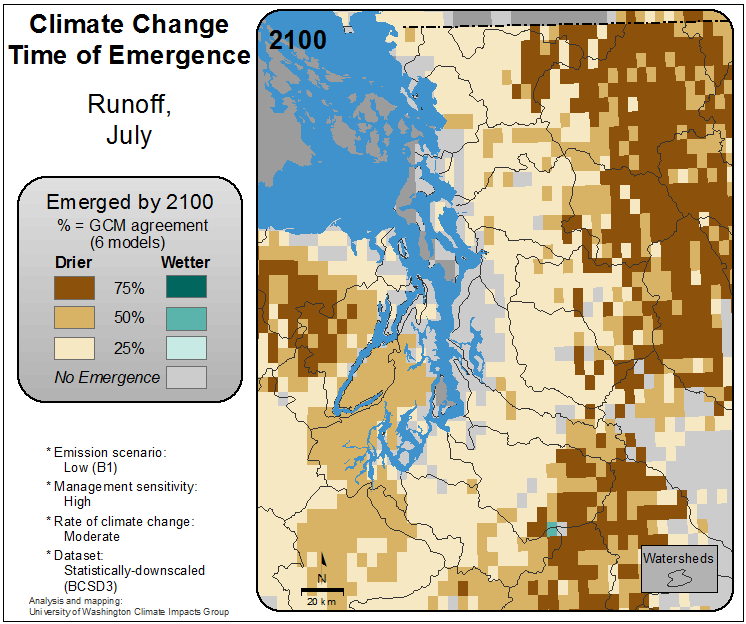 Climate Change
Time of Emergence
Runoff,
July
Emerged by 2100
% = GCM agreement
(6 models)
Drier Wetter
75%
50%
25%
No Emergence
* Emission scenario:
Low (B1)
* Management sensitivity:
High
* Rate of climate change:
Moderate
* Dataset:
Statistically-downscaled
(BCSD3)
Analysis and mapping:
University of Washington Climate Impacts Group
2100
N
20 km
Watersheds